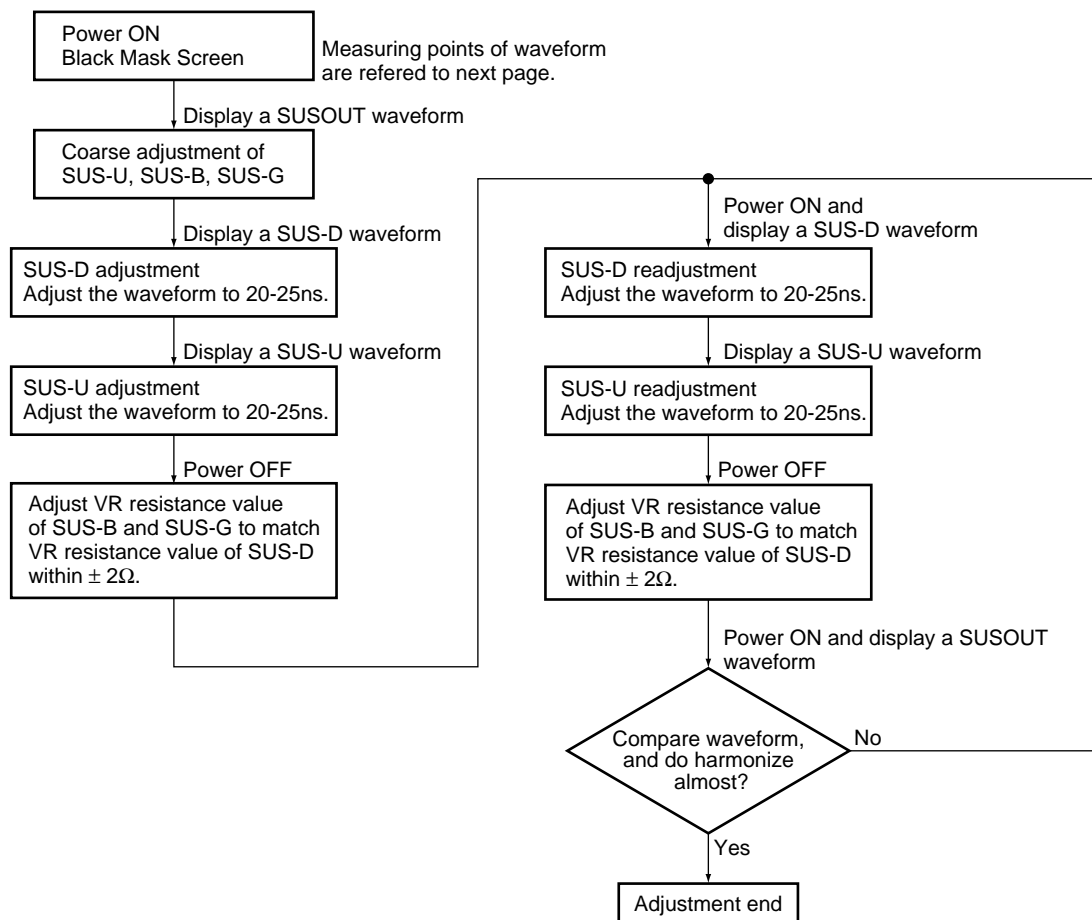 Power ON
Black Mask Screen
Measuring points of waveform
are refered to next page.
Display a SUSOUT waveform
Coarse adjustment of
SUS-U, SUS-B, SUS-G
Display a SUS-D waveform
SUS-D adjustment
Adjust the waveform to 20-25ns.
Display a SUS-U waveform
SUS-U adjustment
Adjust the waveform to 20-25ns.
Power OFF
Adjust VR resistance value
of SUS-B and SUS-G to match
VR resistance value of SUS-D
within ± 2Ω.
Power ON and
display a SUS-D waveform
SUS-D readjustment
Adjust the waveform to 20-25ns.
Display a SUS-U waveform
SUS-U readjustment
Adjust the waveform to 20-25ns.
Power OFF
Adjust VR resistance value
of SUS-B and SUS-G to match
VR resistance value of SUS-D
within ± 2Ω.
Power ON and display a SUSOUT
waveform
Compare waveform,
and do harmonize
almost?
No
Yes
Adjustment end